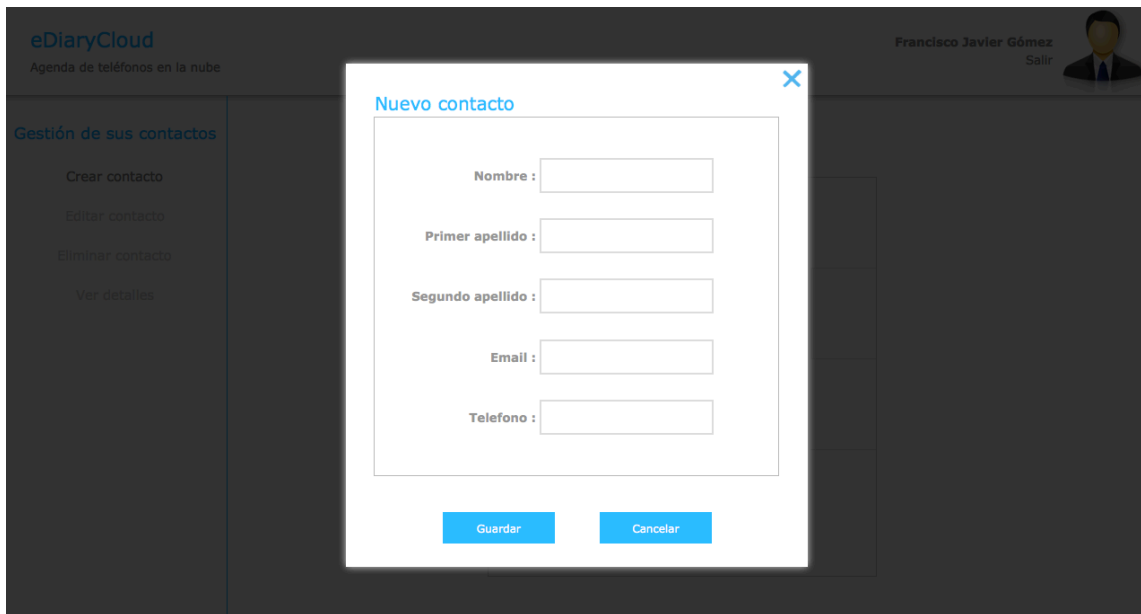 eDiaryCloud
Agenda de teléfonos en la nube
Francisco Javier Gómez
Salir
Gestión de sus contactos
Crear contacto
Editar contacto
Eliminar contacto
Ver detalles
Nuevo contacto
Nombre :
Primer apellido :
Segundo apellido :
Email :
Telefono :
Guardar
Cancelar